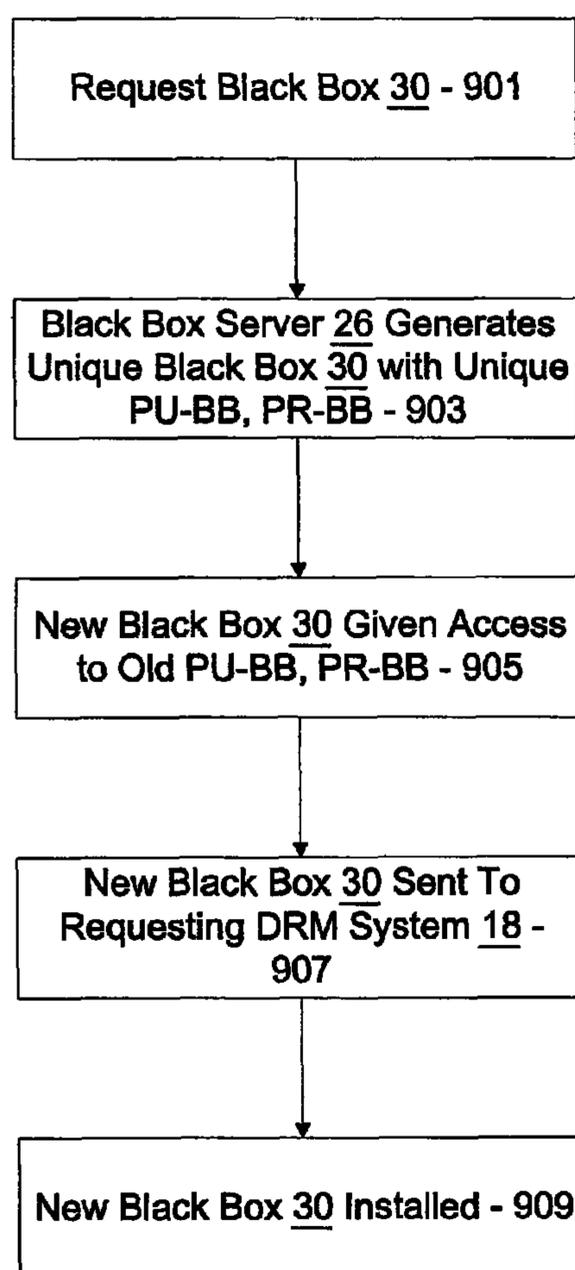 Request Black Box 30 - 901
Black Box Server 26 Generates
Unique Black Box 30 with Unique
PU-BB, PR-BB - 903
New Black Box 30 Given Access
to Old PU-BB, PR-BB - 905
New Black Box 30 Sent To
Requesting DRM System 18 -
907
New Black Box 30 Installed - 909